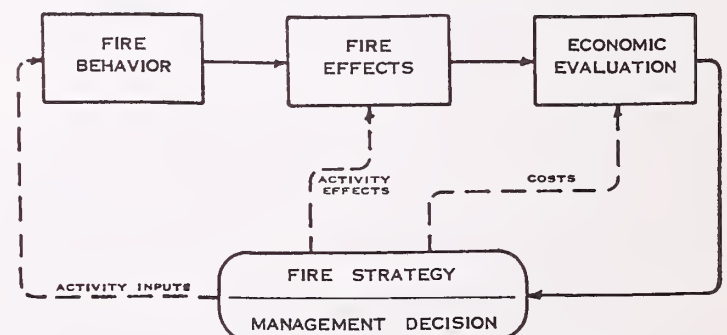 FIRE
BEHAVIOR
FIRE
EFFECTS
ECONOMIC
EVALUATION
ACTIVITY
EFFECTS
COSTS
ACTIVITY INPUTS
FIRE STRATEGY
MANAGEMENT DECISION